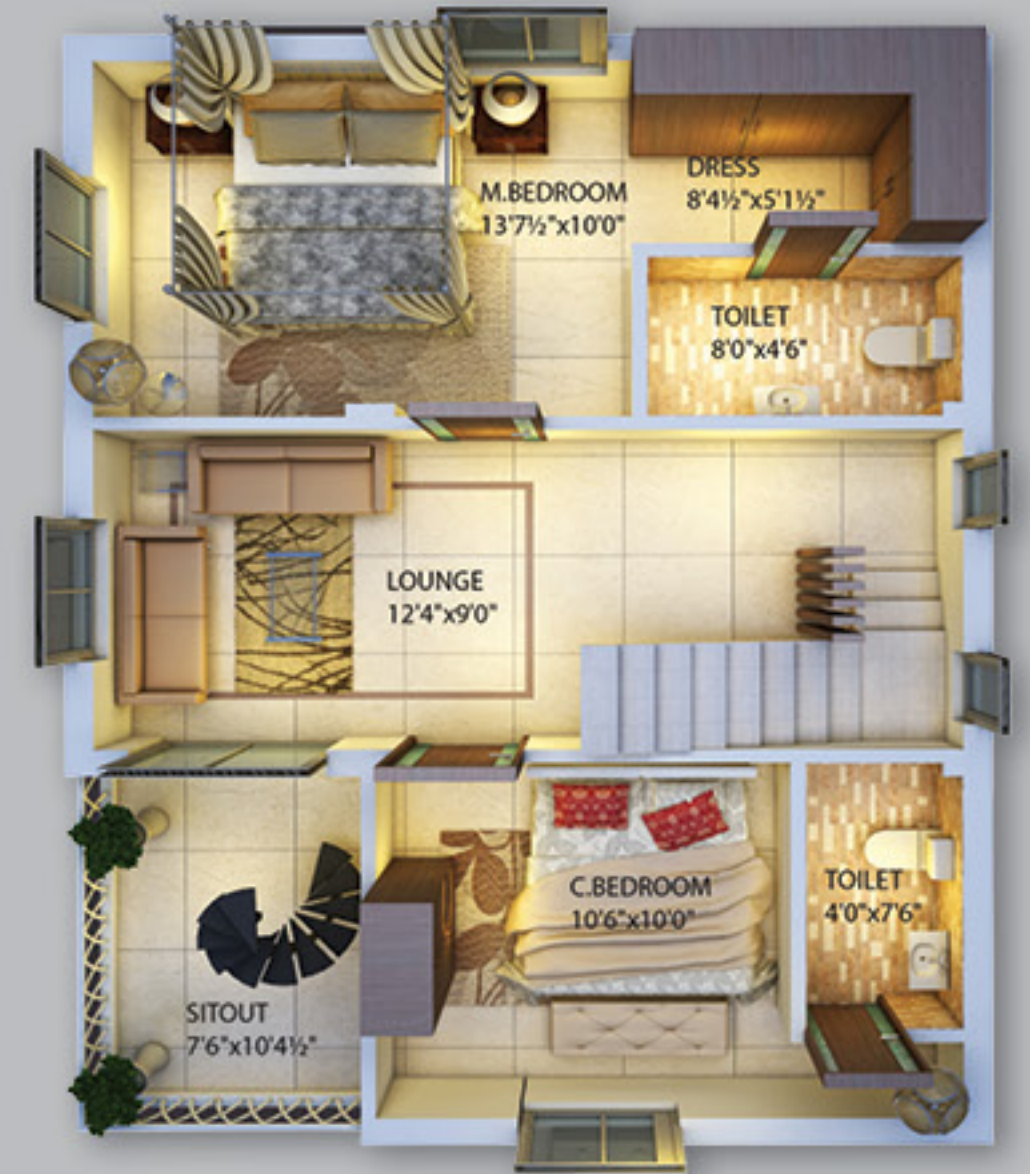 M.BEDROOM
13'7½"x10'0"
DRESS
8'4½"x5'1½"
TOILET
8'0"x4'6"
LOUNGE
12'4"x9'0"
C.BEDROOM
10'6"x10'0"
TOILET
4'0"x7'6"
SITOUT
7'6"x10'4½"